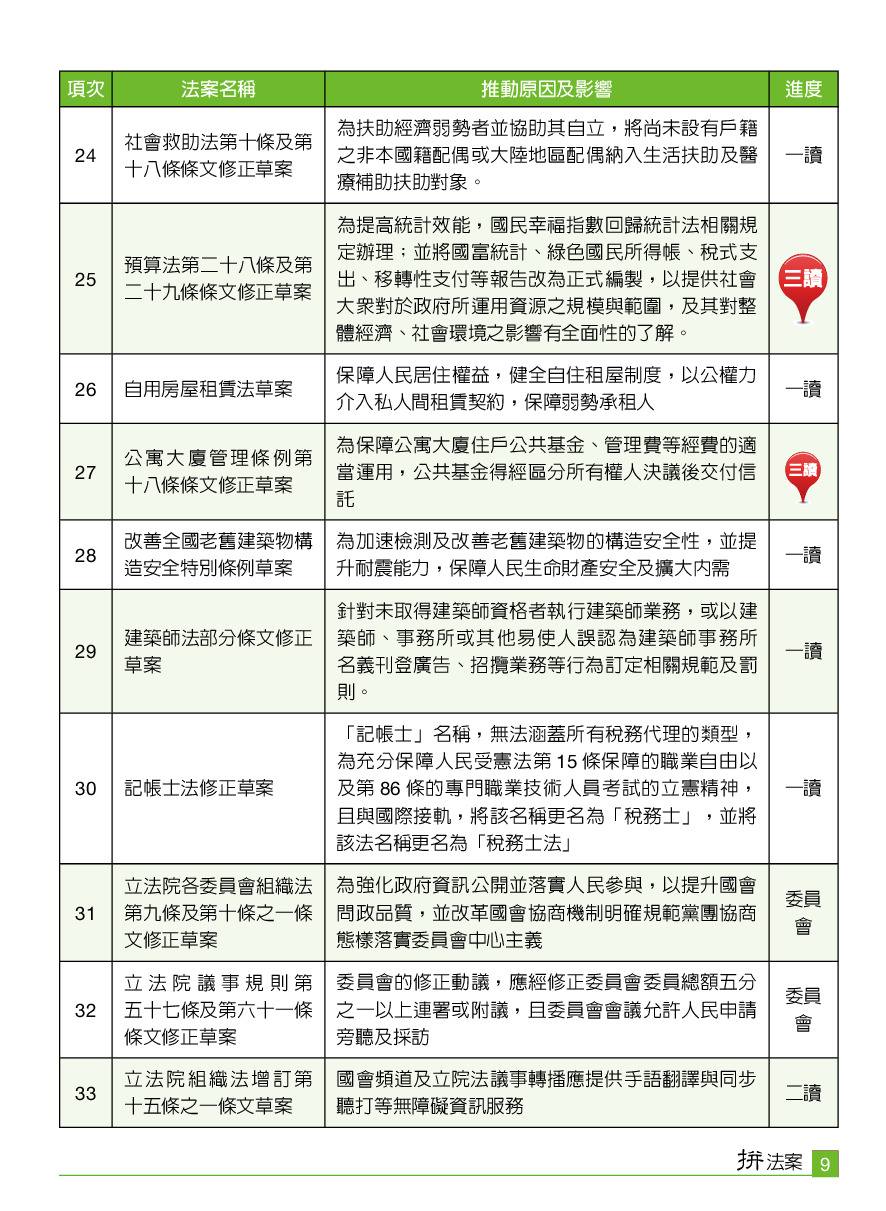 項次 法案名稱 推動原因及影響 進度
24
社會救助法第十條及第
十八條條文修正草案
為扶助經濟弱勢者並協助其自立，將尚未設有戶籍
之非本國籍配偶或大陸地區配偶納入生活扶助及醫
療補助扶助對象。
一讀
25
預算法第二十八條及第
二十九條條文修正草案
為提高統計效能，國民幸福指數回歸統計法相關規
定辦理；並將國富統計、綠色國民所得帳、稅式支
出、移轉性支付等報告改為正式編製，以提供社會
大眾對於政府所運用資源之規模與範圍，及其對整
體經濟、社會環境之影響有全面性的了解。
三讀
26
自用房屋租賃法草案
保障人民居住權益，健全自住租屋制度，以公權力
介入私人間租賃契約，保障弱勢承租人
一讀
27
公寓大廈管理條例第
十八條條文修正草案
為保障公寓大廈住戶公共基金、管理費等經費的適
當運用，公共基金得經區分所有權人決議後交付信
託
三讀
28
改善全國老舊建築物構
造安全特別條例草案
為加速檢測及改善老舊建築物的構造安全性，並提
升耐震能力，保障人民生命財產安全及擴大內需
一讀
29
建築師法部分條文修正
草案
針對未取得建築師資格者執行建築師業務，或以建
築師、事務所或其他易使人誤認為建築師事務所
名義刊登廣告、招攬業務等行為訂定相關規範及罰
則。
一讀
30
記帳士法修正草案
「記帳士」名稱，無法涵蓋所有稅務代理的類型，
為充分保障人民受憲法第 15 條保障的職業自由以
及第 86 條的專門職業技術人員考試的立憲精神，
且與國際接軌，將該名稱更名為「稅務士」，並將
該法名稱更名為「稅務士法」
一讀
31
立法院各委員會組織法
第九條及第十條之一條
文修正草案
為強化政府資訊公開並落實人民參與，以提升國會
問政品質，並改革國會協商機制明確規範黨團協商
態樣落實委員會中心主義
委員
會
32
立法院議事規則第
五十七條及第六十一條
條文修正草案
委員會的修正動議，應經修正委員會委員總額五分
之一以上連署或附議，且委員會會議允許人民申請
旁聽及採訪
委員
會
33
立法院組織法增訂第
十五條之一條文草案
國會頻道及立院法議事轉播應提供手語翻譯與同步
聽打等無障礙資訊服務
二讀
拚法案 9